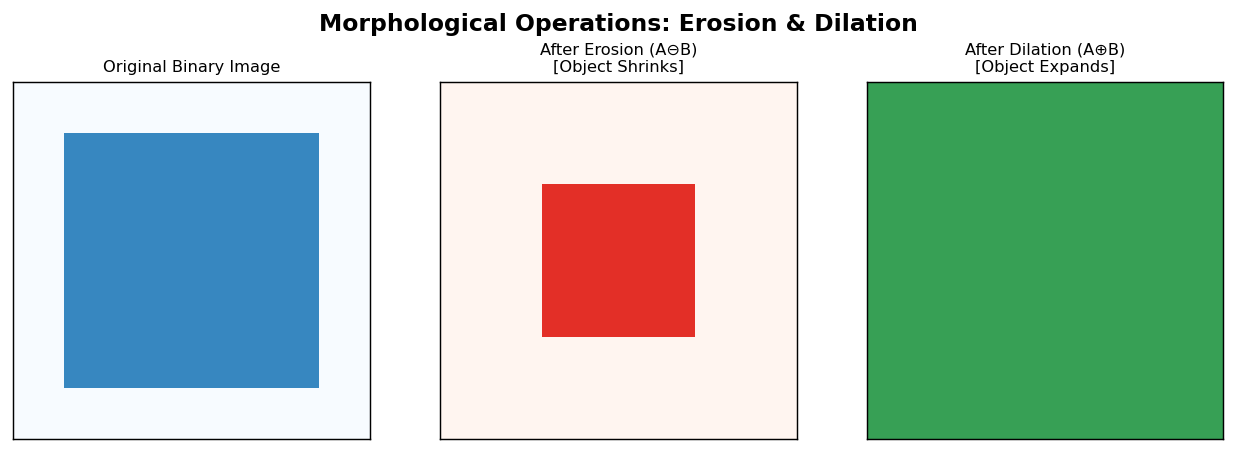 Morphological Operations: Erosion & Dilation
Original Binary Image
After Erosion (A⊖B)
[Object Shrinks]
After Dilation (A⊕B)
[Object Expands]